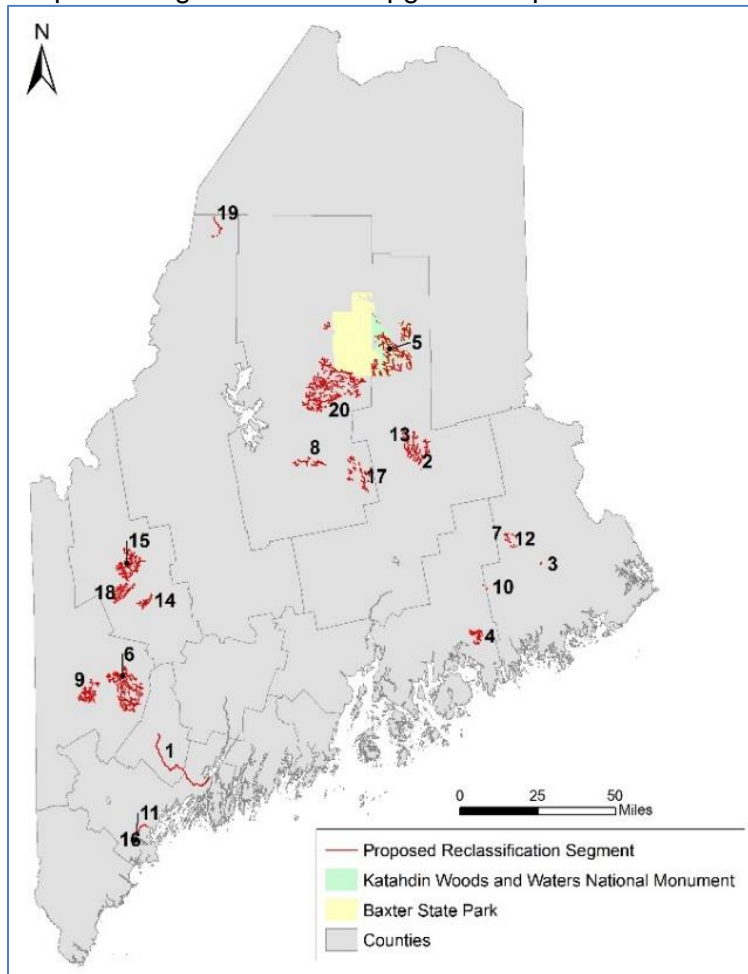 N
19
5
20
13
8
2
17
15
7
12
3
18
14
10
4
6
9
1
11
16
0 25 50
Miles
Proposed Reclassification Segment
Katahdin Woods and Waters National Monument
Baxter State Park
Counties